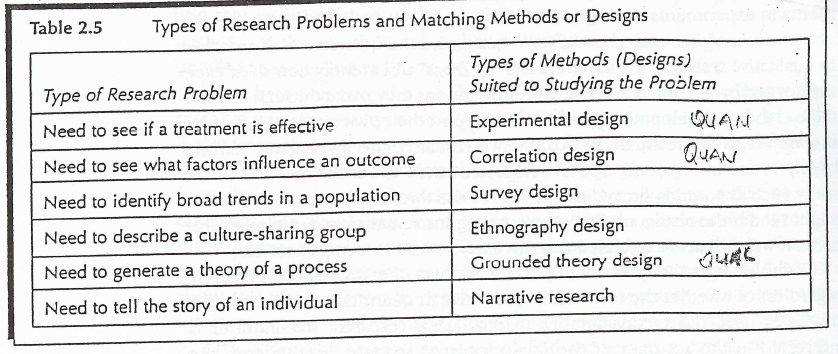 Table 2.5 Types of Research Problems and Matching Methods or Designs
Types of Methods (Designs)
Type of Research Problem Suited to Studying the Problem
Need to see if a treatment is effective Experimental design QUAN
Need to see what factors influence an outcome Correlation design QUAN
Need to identify broad trends in a population Survey design
Need to describe a culture-sharing group Ethnography design
Need to generate a theory of a process Grounded theory design QUAL
Need to tell the story of an individual Narrative research